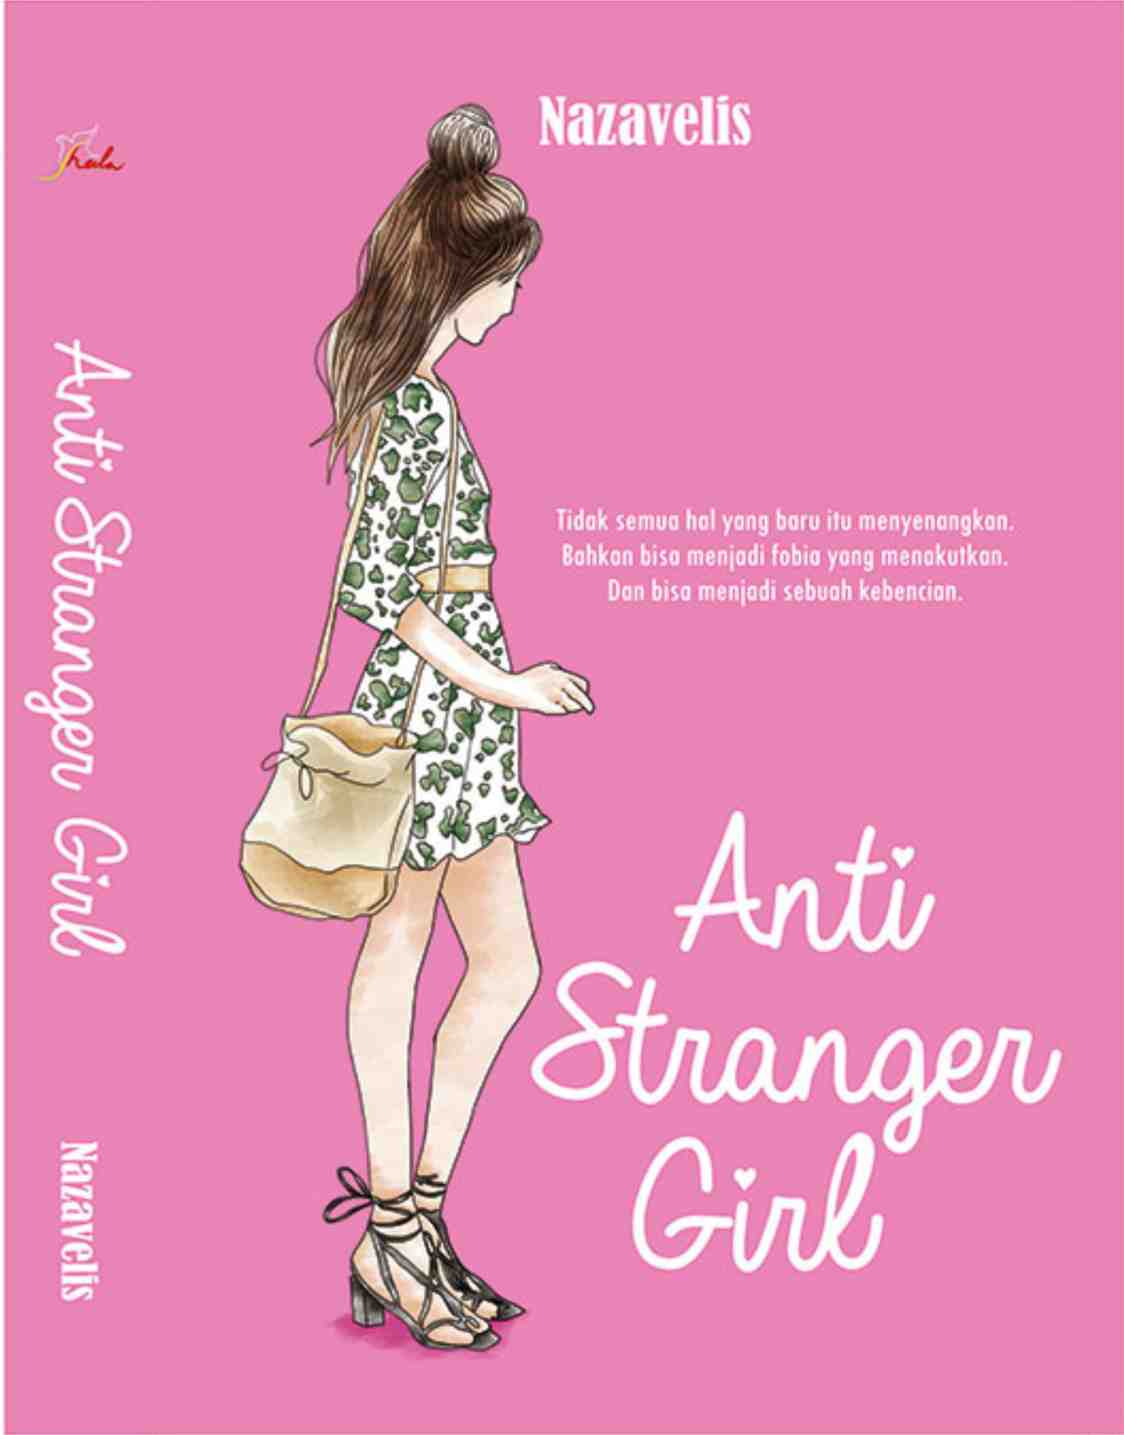 Nazavelis
Tidak semua hal yang baru itu menyenangkan.
Bahkan bisa menjadi fobia yang menakutkan.
Dan bisa menjadi sebuah kebencian.
Anti
Stranger
Girl
Anti Stranger Girl
Nazavelis